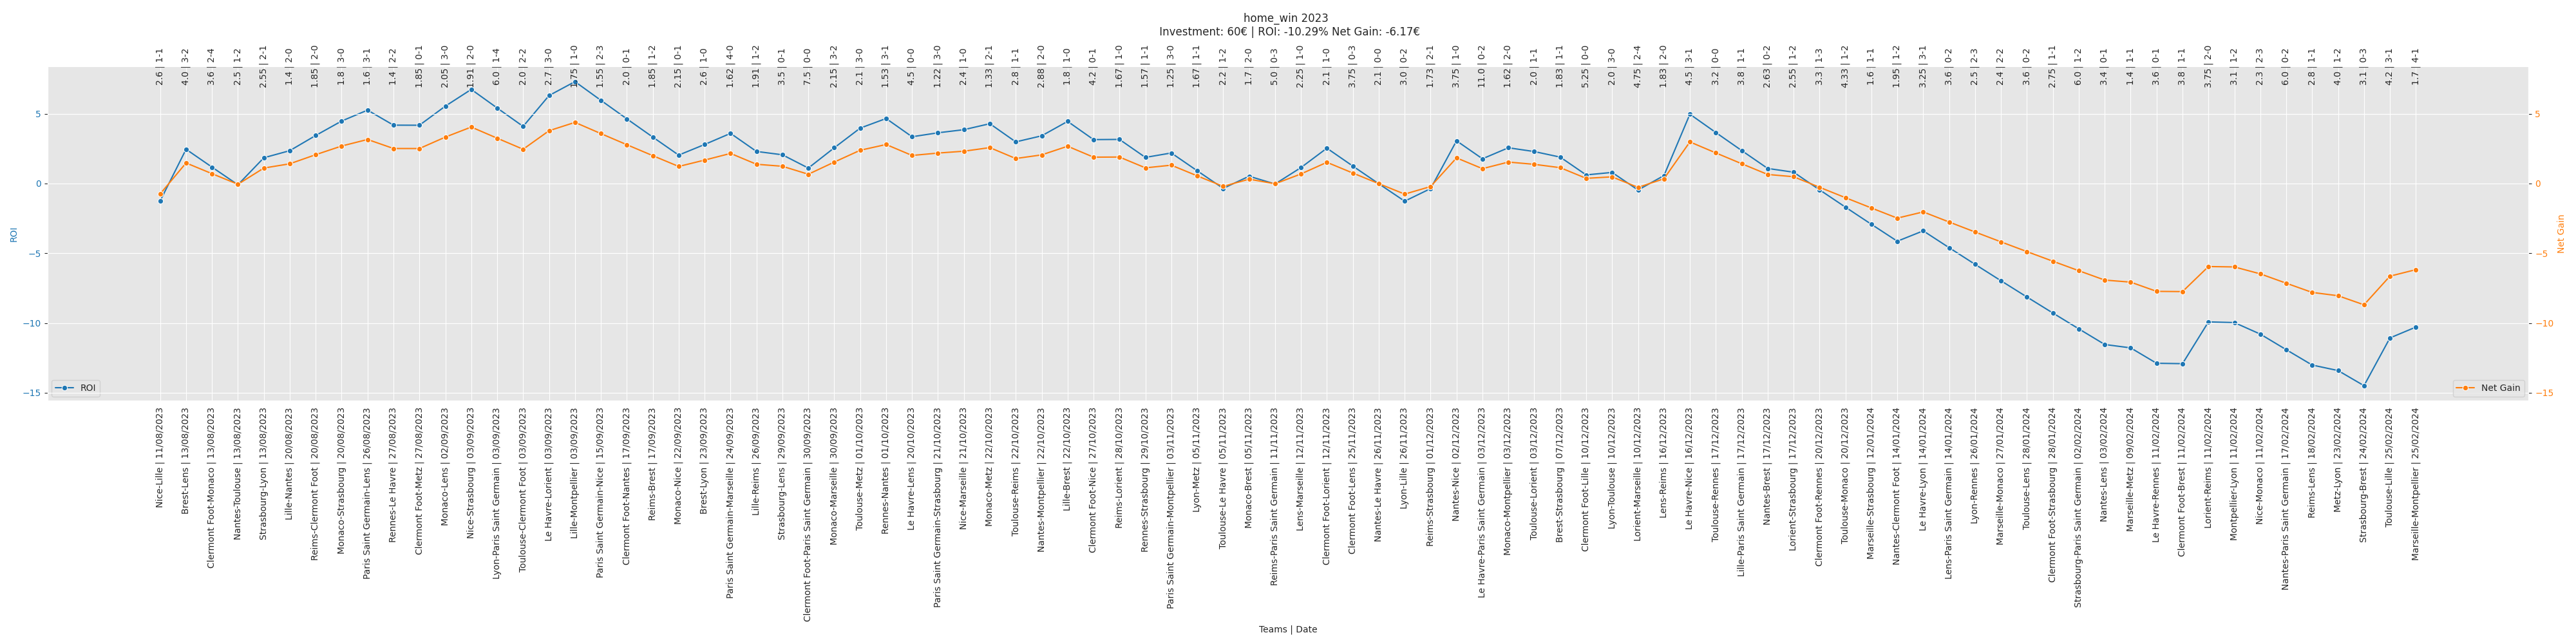 home_win 2023
Investment: 60€ | ROI: -10.29% Net Gain: -6.17€
2.6 | 1-1
4.0 | 3-2
3.6 | 2-4
2.5 | 1-2
2.55 | 2-1
1.4 | 2-0
1.85 | 2-0
1.8 | 3-0
1.6 | 3-1
1.4 | 2-2
1.85 | 0-1
2.05 | 3-0
1.91 | 2-0
6.0 | 1-4
2.0 | 2-2
2.7 | 3-0
1.75 | 1-0
1.55 | 2-3
2.0 | 0-1
1.85 | 1-2
2.15 | 0-1
2.6 | 1-0
1.62 | 4-0
1.91 | 1-2
3.5 | 0-1
7.5 | 0-0
2.15 | 3-2
2.1 | 3-0
1.53 | 3-1
4.5 | 0-0
1.22 | 3-0
2.4 | 1-0
1.33 | 2-1
2.8 | 1-1
2.88 | 2-0
1.8 | 1-0
4.2 | 0-1
1.67 | 1-0
1.57 | 1-1
1.25 | 3-0
1.67 | 1-1
2.2 | 1-2
1.7 | 2-0
5.0 | 0-3
2.25 | 1-0
2.1 | 1-0
3.75 | 0-3
2.1 | 0-0
3.0 | 0-2
1.73 | 2-1
3.75 | 1-0
11.0 | 0-2
1.62 | 2-0
2.0 | 1-1
1.83 | 1-1
5.25 | 0-0
2.0 | 3-0
4.75 | 2-4
1.83 | 2-0
4.5 | 3-1
3.2 | 0-0
3.8 | 1-1
2.63 | 0-2
2.55 | 1-2
3.3 | 1-3
4.33 | 1-2
1.6 | 1-1
1.95 | 1-2
3.25 | 3-1
3.6 | 0-2
2.5 | 2-3
2.4 | 2-2
3.6 | 0-2
2.75 | 1-1
6.0 | 1-2
3.4 | 0-1
1.4 | 1-1
3.6 | 0-1
3.8 | 1-1
3.75 | 2-0
3.1 | 1-2
2.3 | 2-3
6.0 | 0-2
2.8 | 1-1
4.0 | 1-2
3.1 | 0-3
4.2 | 3-1
1.7 | 4-1
5
0
−5
−10
−15
ROI
5
0
−5
−10
−15
Net Gain
ROI
Net Gain
Nice-Lille | 11/08/2023
Brest-Lens | 13/08/2023
Clermont Foot-Monaco | 13/08/2023
Nantes-Toulouse | 13/08/2023
Strasbourg-Lyon | 13/08/2023
Lille-Nantes | 20/08/2023
Reims-Clermont Foot | 20/08/2023
Monaco-Strasbourg | 20/08/2023
Paris Saint Germain-Lens | 26/08/2023
Rennes-Le Havre | 27/08/2023
Clermont Foot-Metz | 27/08/2023
Monaco-Lens | 02/09/2023
Nice-Strasbourg | 03/09/2023
Lyon-Paris Saint Germain | 03/09/2023
Toulouse-Clermont Foot | 03/09/2023
Le Havre-Lorient | 03/09/2023
Lille-Montpellier | 03/09/2023
Paris Saint Germain-Nice | 15/09/2023
Clermont Foot-Nantes | 17/09/2023
Reims-Brest | 17/09/2023
Monaco-Nice | 22/09/2023
Brest-Lyon | 23/09/2023
Paris Saint Germain-Marseille | 24/09/2023
Lille-Reims | 26/09/2023
Strasbourg-Lens | 29/09/2023
Clermont Foot-Paris Saint Germain | 30/09/2023
Monaco-Marseille | 30/09/2023
Toulouse-Metz | 01/10/2023
Rennes-Nantes | 01/10/2023
Le Havre-Lens | 20/10/2023
Paris Saint Germain-Strasbourg | 21/10/2023
Nice-Marseille | 21/10/2023
Monaco-Metz | 22/10/2023
Toulouse-Reims | 22/10/2023
Nantes-Montpellier | 22/10/2023
Lille-Brest | 22/10/2023
Clermont Foot-Nice | 27/10/2023
Reims-Lorient | 28/10/2023
Rennes-Strasbourg | 29/10/2023
Paris Saint Germain-Montpellier | 03/11/2023
Lyon-Metz | 05/11/2023
Toulouse-Le Havre | 05/11/2023
Monaco-Brest | 05/11/2023
Reims-Paris Saint Germain | 11/11/2023
Lens-Marseille | 12/11/2023
Clermont Foot-Lorient | 12/11/2023
Clermont Foot-Lens | 25/11/2023
Nantes-Le Havre | 26/11/2023
Lyon-Lille | 26/11/2023
Reims-Strasbourg | 01/12/2023
Nantes-Nice | 02/12/2023
Le Havre-Paris Saint Germain | 03/12/2023
Monaco-Montpellier | 03/12/2023
Toulouse-Lorient | 03/12/2023
Brest-Strasbourg | 07/12/2023
Clermont Foot-Lille | 10/12/2023
Lyon-Toulouse | 10/12/2023
Lorient-Marseille | 10/12/2023
Lens-Reims | 16/12/2023
Le Havre-Nice | 16/12/2023
Toulouse-Rennes | 17/12/2023
Lille-Paris Saint Germain | 17/12/2023
Nantes-Brest | 17/12/2023
Lorient-Strasbourg | 17/12/2023
Clermont Foot-Rennes | 20/12/2023
Toulouse-Monaco | 20/12/2023
Marseille-Strasbourg | 12/01/2024
Nantes-Clermont Foot | 14/01/2024
Le Havre-Lyon | 14/01/2024
Lens-Paris Saint Germain | 14/01/2024
Lyon-Rennes | 26/01/2024
Marseille-Monaco | 27/01/2024
Toulouse-Lens | 28/01/2024
Clermont Foot-Strasbourg | 28/01/2024
Strasbourg-Paris Saint Germain | 02/02/2024
Nantes-Lens | 03/02/2024
Marseille-Metz | 09/02/2024
Le Havre-Rennes | 11/02/2024
Clermont Foot-Brest | 11/02/2024
Lorient-Reims | 11/02/2024
Montpellier-Lyon | 11/02/2024
Nice-Monaco | 11/02/2024
Nantes-Paris Saint Germain | 17/02/2024
Reims-Lens | 18/02/2024
Metz-Lyon | 23/02/2024
Strasbourg-Brest | 24/02/2024
Toulouse-Lille | 25/02/2024
Marseille-Montpellier | 25/02/2024
Teams | Date